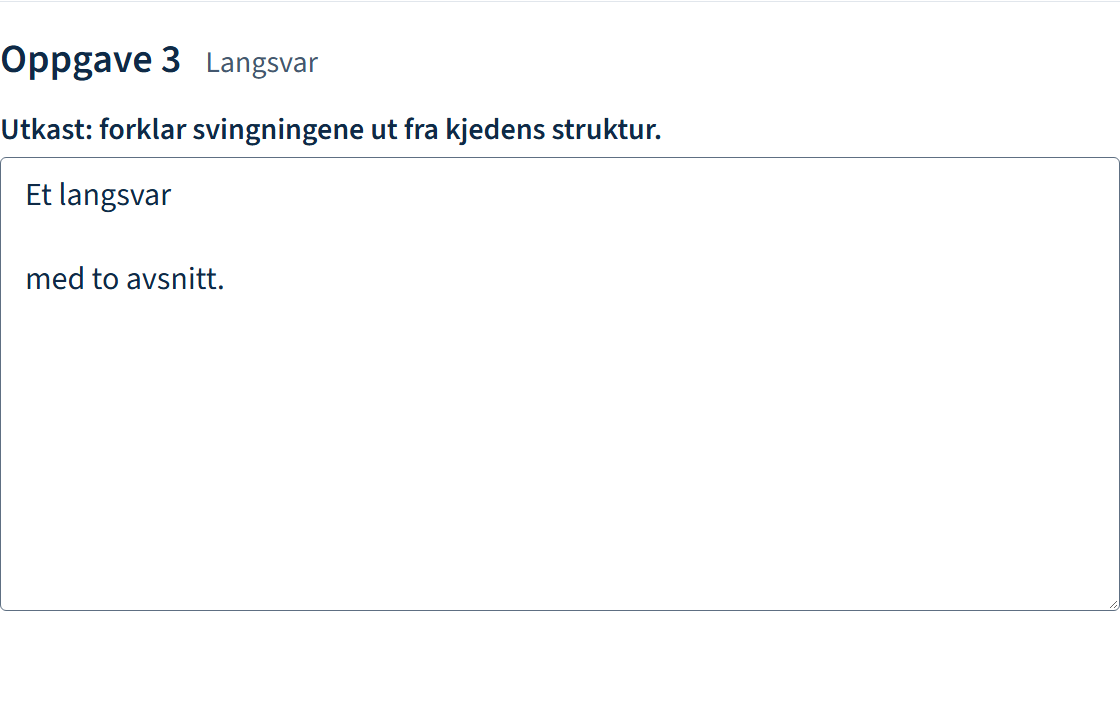 Oppgave 3 Langsvar
Utkast: forklar svingningene ut fra kjedens struktur.
Et langsvar
med to avsnitt.